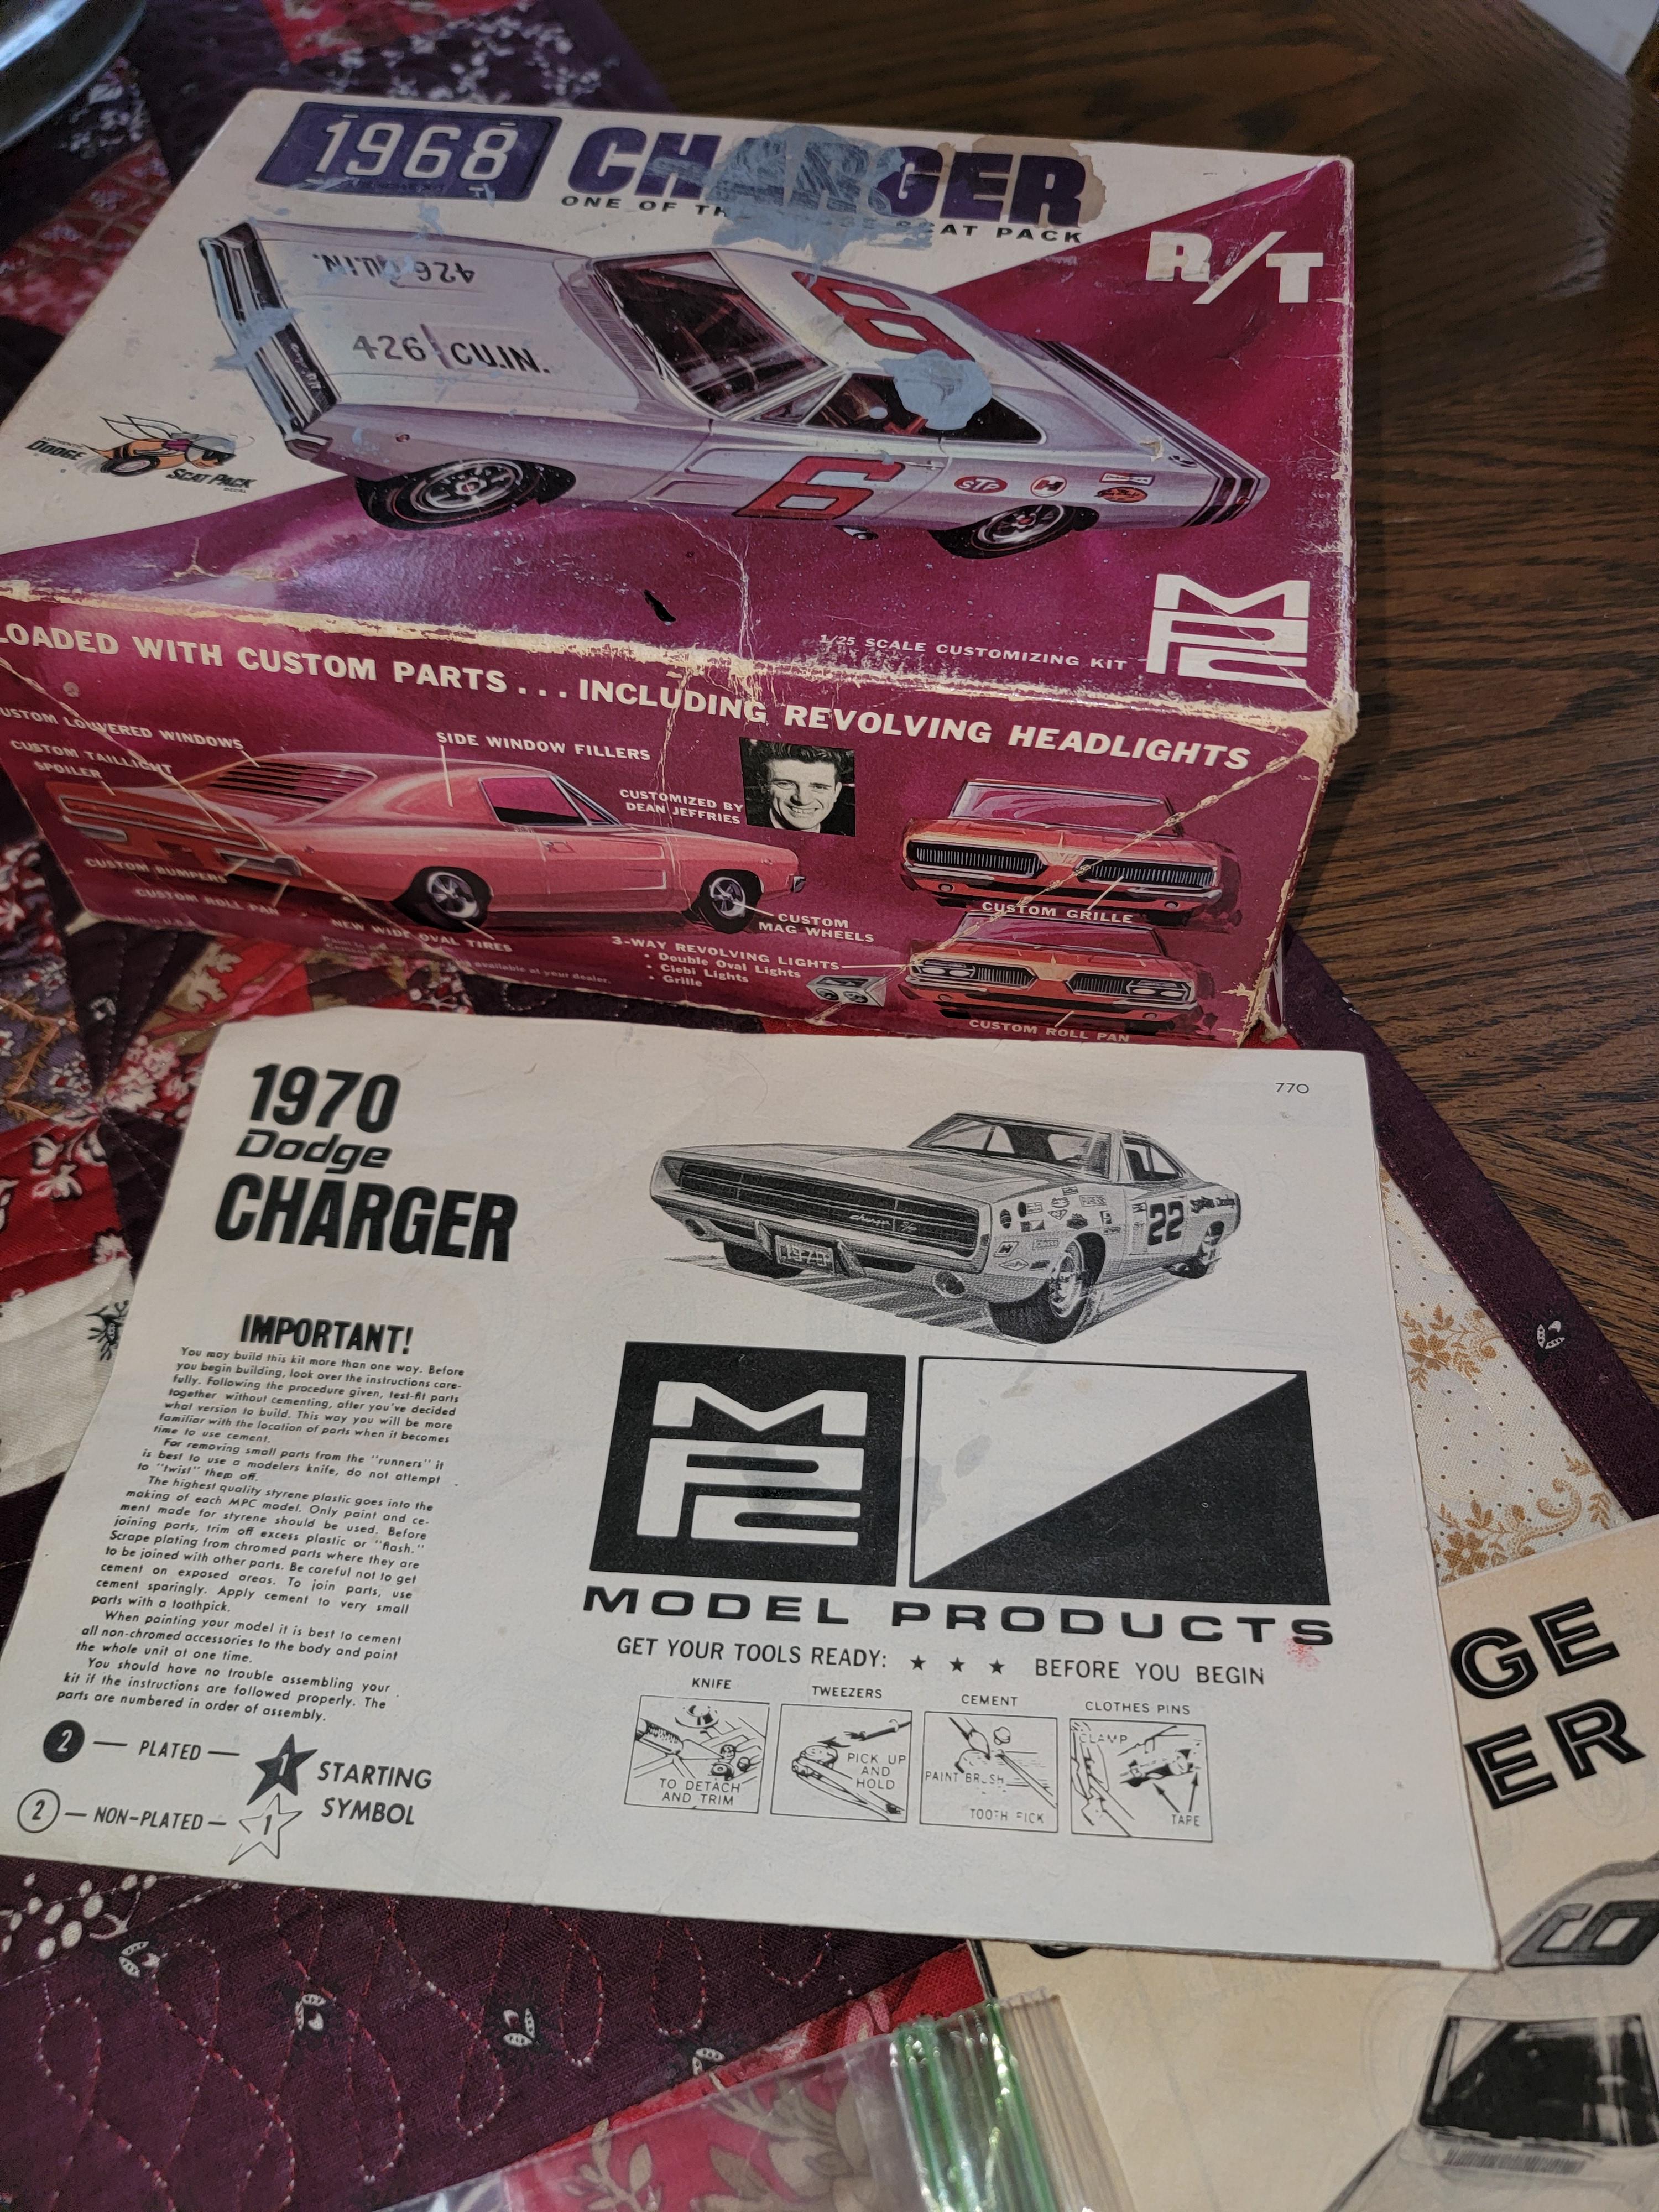 1968
CHARGER
ONE OF TH SCAT PACK
R/T
426 CU.IN.
426 CU.IN.
6
6
STP
AUTHENTIC
DODGE
SCAT PACK
DECAL
1/25 SCALE CUSTOMIZING KIT
MPC
LOADED WITH CUSTOM PARTS... INCLUDING REVOLVING HEADLIGHTS
CUSTOM LOUVERED WINDOWS
CUSTOM TAILLIGHT
SPOILER
SIDE WINDOW FILLERS
CUSTOMIZED BY
DEAN JEFFRIES
CUSTOM BUMPERS
CUSTOM ROLL PAN
NEW WIDE OVAL TIRES
available at your dealer.
CUSTOM
MAG WHEELS
3-WAY REVOLVING LIGHTS
• Double Oval Lights
• Ciebi Lights
• Grille
CUSTOM GRILLE
CUSTOM ROLL PAN
1970
Dodge
CHARGER
770
22
1970
IMPORTANT!
You may build this kit more than one way. Before
you begin building, look over the instructions care-
fully. Following the procedure given, test-fit parts
together without cementing, after you've decided
what version to build. This way you will be more
familiar with the location of parts when it becomes
time to use cement.
For removing small parts from the "runners" it
is best to use a modelers knife, do not attempt
to "twist" them off.
The highest quality styrene plastic goes into the
making of each MPC model. Only paint and ce-
ment made for styrene should be used. Before
joining parts, trim off excess plastic or "flash."
Scrape plating from chromed parts where they are
to be joined with other parts. Be careful not to get
cement on exposed areas. To join parts, use
cement sparingly. Apply cement to very small
parts with a toothpick.
When painting your model it is best to cement
all non-chromed accessories to the body and paint
the whole unit at one time.
You should have no trouble assembling your
kit if the instructions are followed properly. The
parts are numbered in order of assembly.
2 — PLATED — 1 STARTING
2 — NON-PLATED — 1 SYMBOL
MPC
MODEL PRODUCTS
GET YOUR TOOLS READY: ★ ★ ★ BEFORE YOU BEGIN
KNIFE
TO DETACH
AND TRIM
TWEEZERS
PICK UP
AND
HOLD
CEMENT
PAINT BRUSH
TOOTH PICK
CLOTHES PINS
CLAMP
TAPE
GE
ER
6